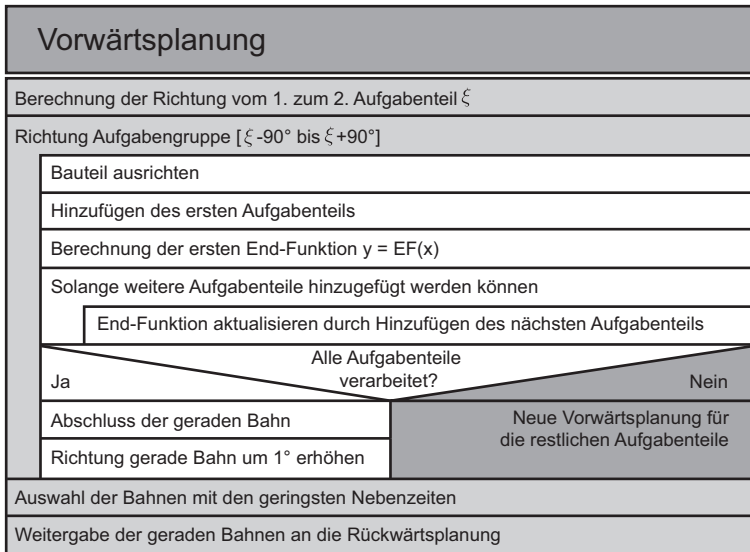 Vorwärtsplanung
Berechnung der Richtung vom 1. zum 2. Aufgabenteil ξ
Richtung Aufgabengruppe [ξ-90° bis ξ+90°]
Bauteil ausrichten
Hinzufügen des ersten Aufgabenteils
Berechnung der ersten End-Funktion y = EF(x)
Solange weitere Aufgabenteile hinzugefügt werden können
End-Funktion aktualisieren durch Hinzufügen des nächsten Aufgabenteils
Alle Aufgabenteile
verarbeitet?
Ja
Nein
Abschluss der geraden Bahn
Richtung gerade Bahn um 1° erhöhen
Neue Vorwärtsplanung für
die restlichen Aufgabenteile
Auswahl der Bahnen mit den geringsten Nebenzeiten
Weitergabe der geraden Bahnen an die Rückwärtsplanung